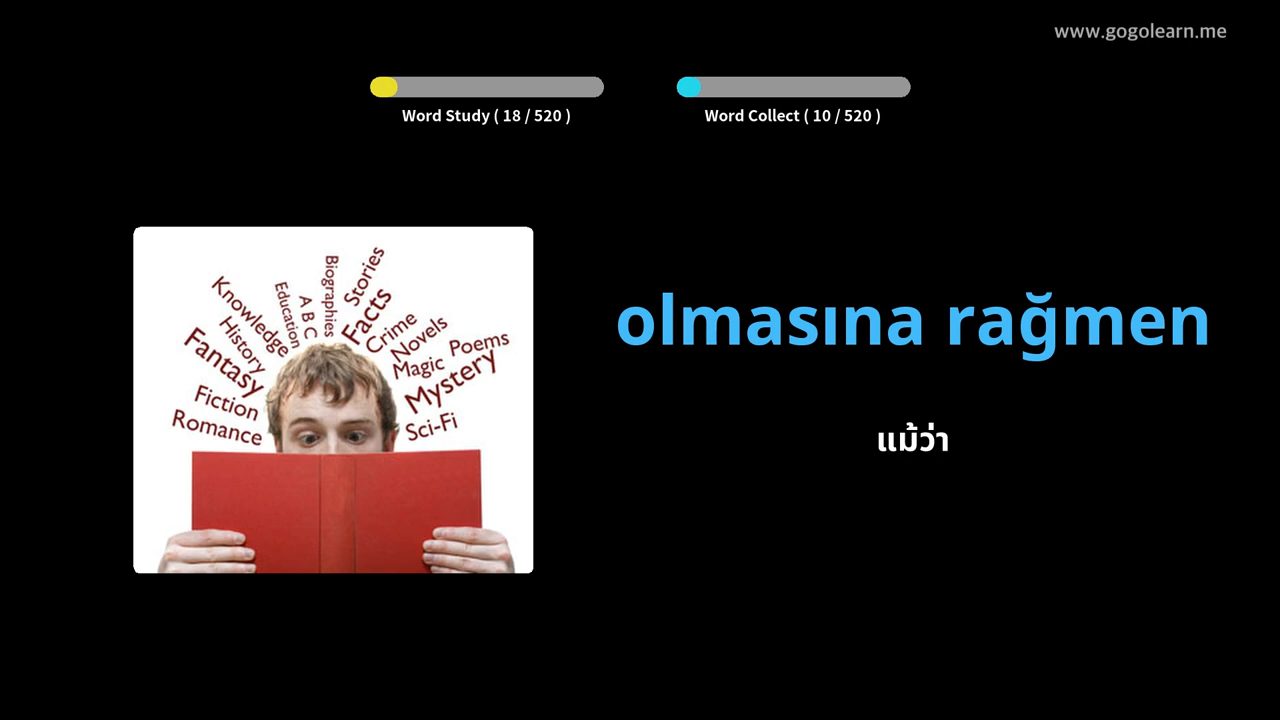 www.gogolearn.me
Word Study ( 18 / 520 )
Word Collect ( 10 / 520 )
Knowledge
History
Fantasy
Fiction
Romance
Education
A B C
Biographies
Stories
Facts
Crime
Novels
Magic
Poems
Mystery
Sci-Fi
olmasına rağmen
แม้ว่า